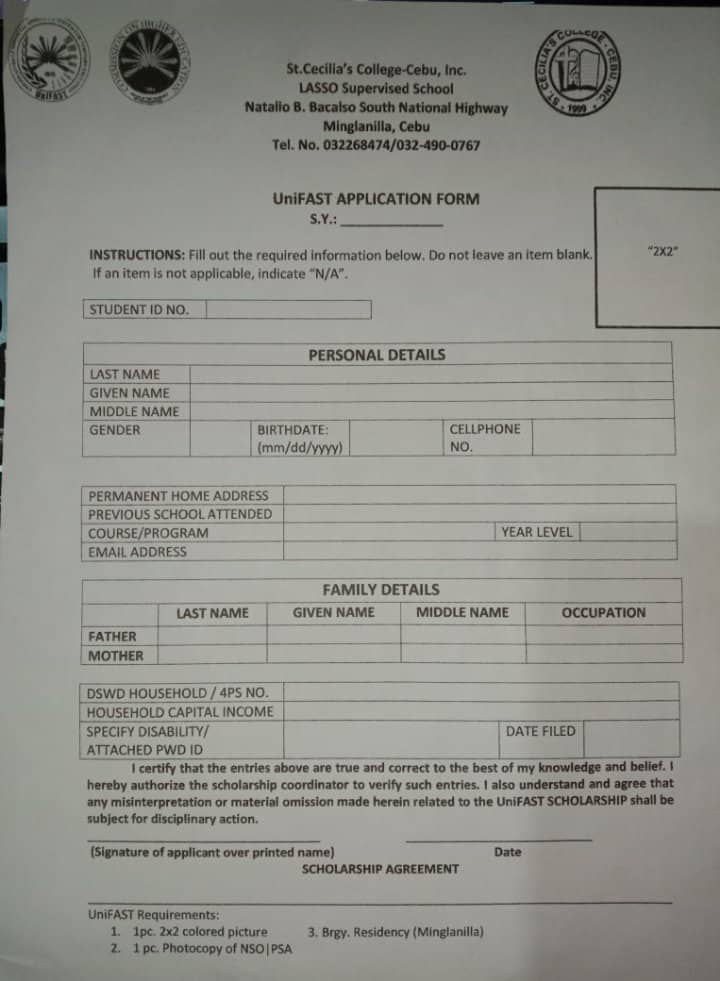 UniFAST
COMMISSION ON HIGHER EDUCATION
ST. CECILIA'S COLLEGE - CEBU, INC.
1999
St.Cecilia's College-Cebu, Inc.
LASSO Supervised School
Natalio B. Bacalso South National Highway
Minglanilla, Cebu
Tel. No. 032268474/032-490-0767
UniFAST APPLICATION FORM
S.Y.: ____________
"2X2"
INSTRUCTIONS: Fill out the required information below. Do not leave an item blank.
If an item is not applicable, indicate "N/A".
STUDENT ID NO.
PERSONAL DETAILS
LAST NAME
GIVEN NAME
MIDDLE NAME
GENDER BIRTHDATE: CELLPHONE
(mm/dd/yyyy) NO.
PERMANENT HOME ADDRESS
PREVIOUS SCHOOL ATTENDED
COURSE/PROGRAM YEAR LEVEL
EMAIL ADDRESS
FAMILY DETAILS
LAST NAME GIVEN NAME MIDDLE NAME OCCUPATION
FATHER
MOTHER
DSWD HOUSEHOLD / 4PS NO.
HOUSEHOLD CAPITAL INCOME
SPECIFY DISABILITY/ DATE FILED
ATTACHED PWD ID
I certify that the entries above are true and correct to the best of my knowledge and belief. I
hereby authorize the scholarship coordinator to verify such entries. I also understand and agree that
any misinterpretation or material omission made herein related to the UniFAST SCHOLARSHIP shall be
subject for disciplinary action.
(Signature of applicant over printed name) Date
SCHOLARSHIP AGREEMENT
UniFAST Requirements:
1. 1pc. 2x2 colored picture 3. Brgy. Residency (Minglanilla)
2. 1 pc. Photocopy of NSO|PSA